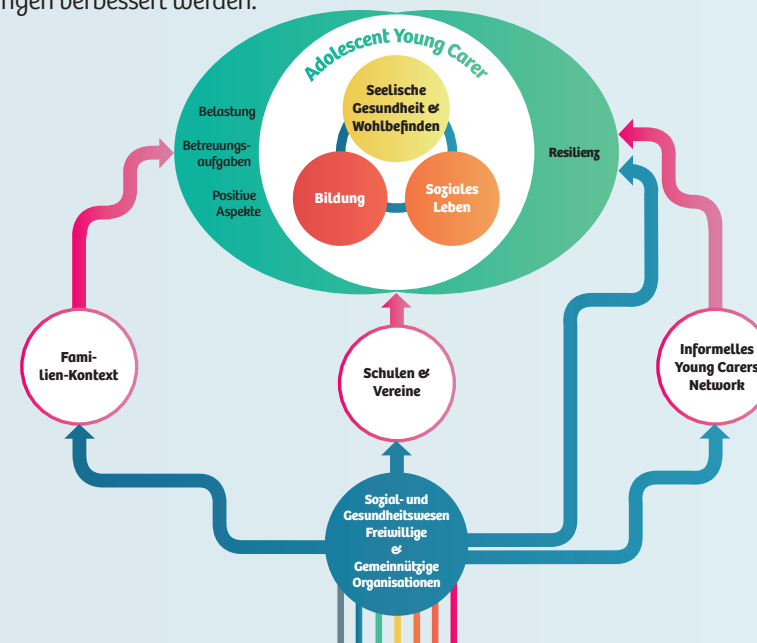 ngen verbessert werden.
Adolescent Young Carer
Seelische
Gesundheit &
Wohlbefinden
Belastung
Betreuungs-
aufgaben
Positive
Aspekte
Resilienz
Bildung
Soziales
Leben
Fami-
lien-Kontext
Schulen &
Vereine
Informelles
Young Carers
Network
Sozial- und
Gesundheitswesen
Freiwillige
&
Gemeinnützige
Organisationen